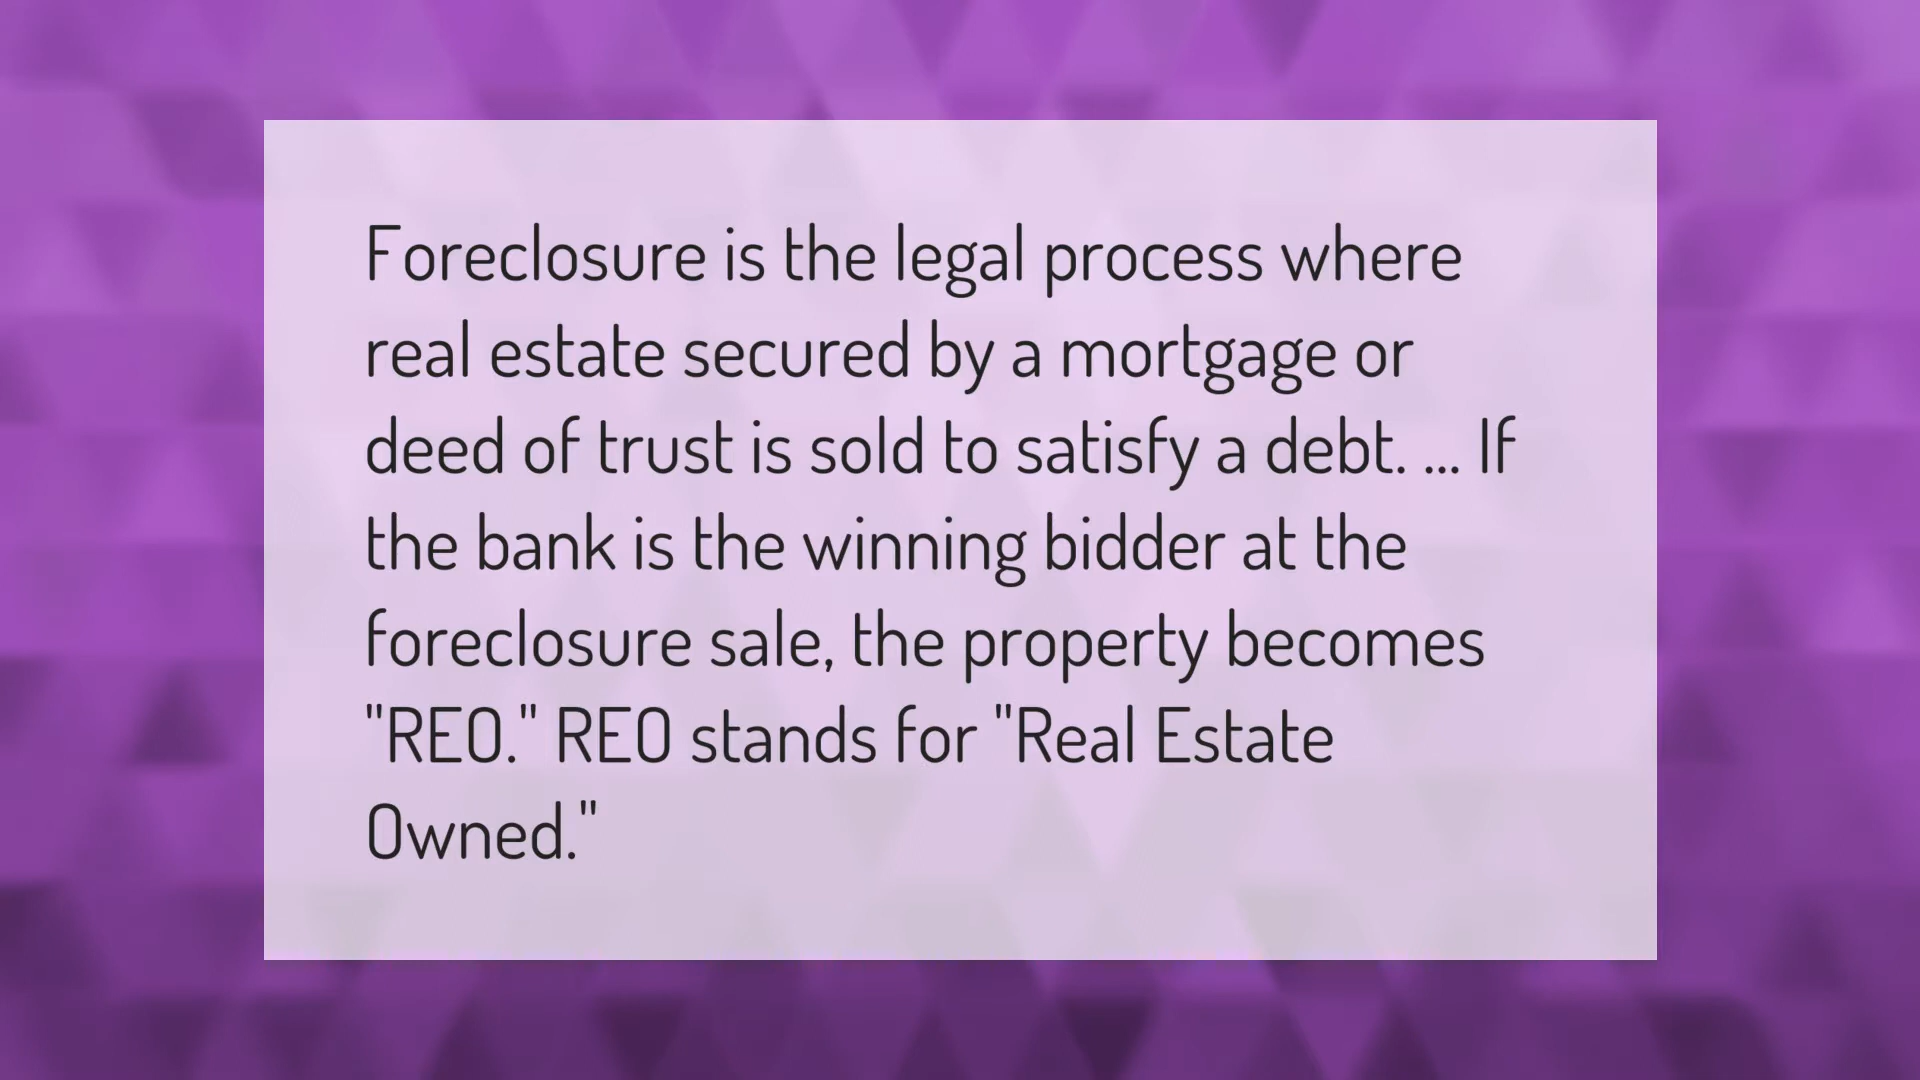 Foreclosure is the legal process where
real estate secured by a mortgage or
deed of trust is sold to satisfy a debt. ... If
the bank is the winning bidder at the
foreclosure sale, the property becomes
"REO." REO stands for "Real Estate
Owned."